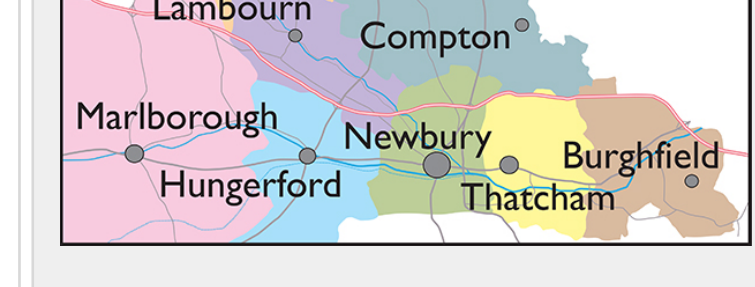 Lambourn
Compton
Marlborough
Newbury
Burghfield
Hungerford
Thatcham